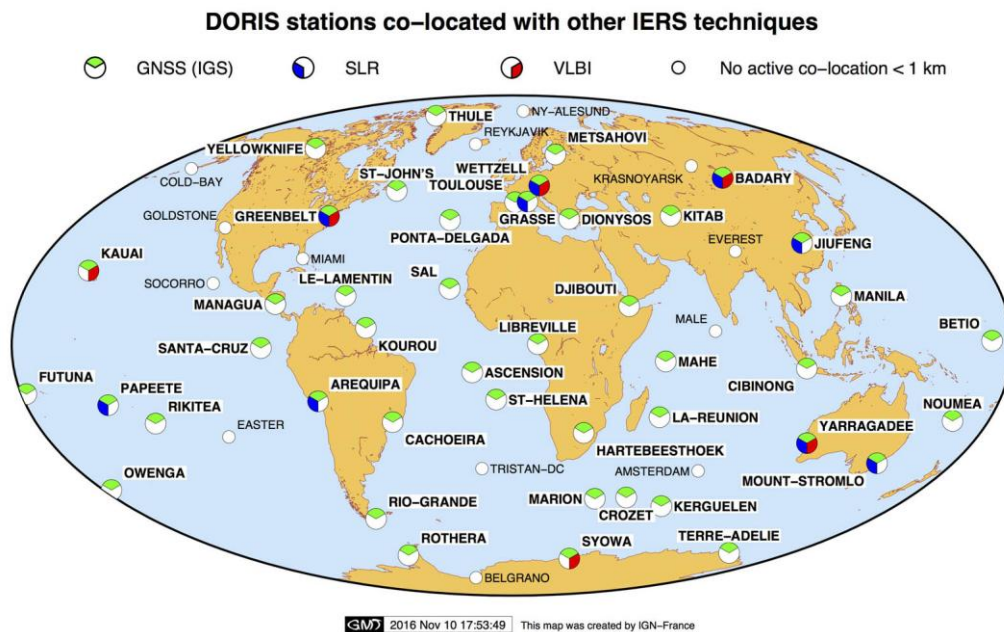 DORIS stations co-located with other IERS techniques
GNSS (IGS) SLR VLBI No active co-location < 1 km
NY-ALESUND
THULE
REYKJAVIK
METSAHOVI
YELLOWKNIFE
WETTZELL
COLD-BAY
ST-JOHN'S
TOULOUSE
KRASNOYARSK
BADARY
GOLDSTONE
GREENBELT
GRASSE
DIONYSOS
KITAB
PONTA-DELGADA
EVEREST
JIUFENG
KAUAI
MIAMI
SOCORRO
LE-LAMENTIN
SAL
DJIBOUTI
MANILA
MANAGUA
LIBREVILLE
MALE
BETIO
SANTA-CRUZ
KOUROU
MAHE
FUTUNA
PAPEETE
AREQUIPA
ASCENSION
CIBINONG
RIKITEA
ST-HELENA
NOUMEA
EASTER
LA-REUNION
YARRAGADEE
CACHOEIRA
HARTEBEESTHOEK
OWENGA
TRISTAN-DC
AMSTERDAM
MOUNT-STROMLO
RIO-GRANDE
MARION
CROZET
KERGUELEN
ROTHERA
SYOWA
TERRE-ADELIE
BELGRANO
GMD 2016 Nov 10 17:53:49 This map was created by IGN-France